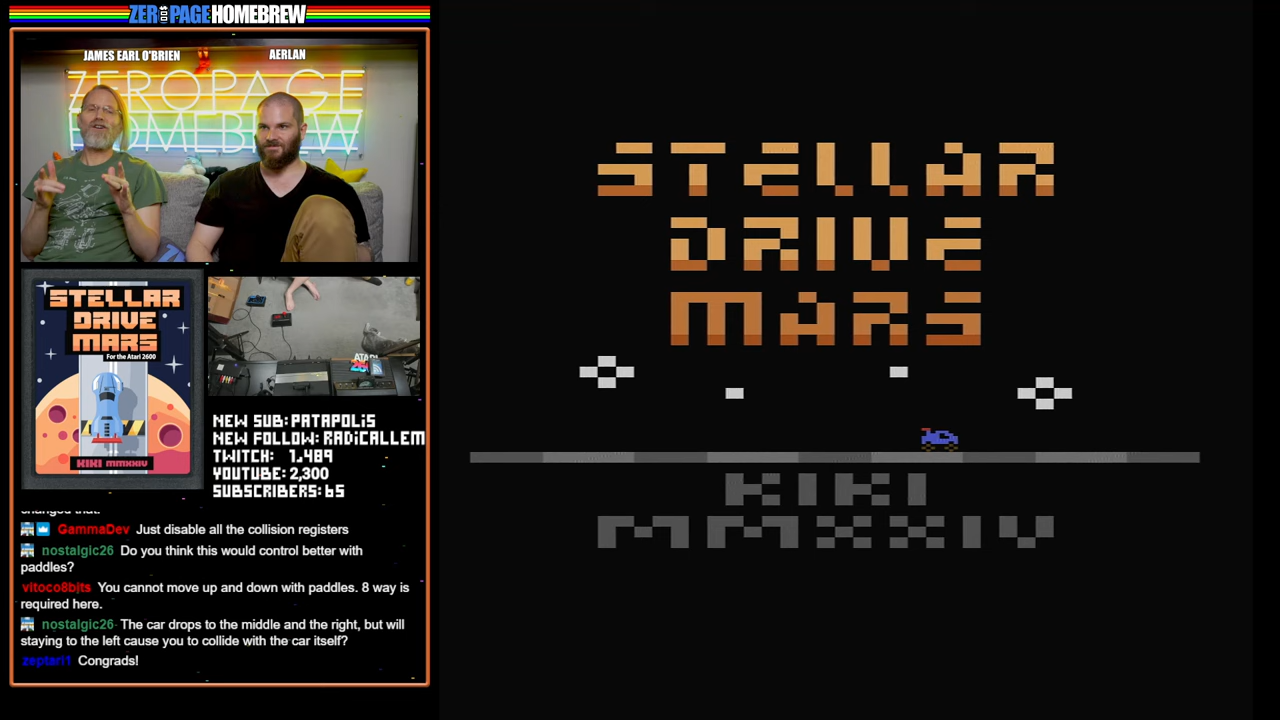 ZEROPAGE HOMEBREW
JAMES EARL O'BRIEN
AERLAN
ZEROPAGE
HOMEBREW
STELLAR
DRIVE
MARS
For the Atari 2600
KIKI MMXXIV
NEW SUB: PATAPOLIS
NEW FOLLOW: RADICALLEM
TWITCH: 1,489
YOUTUBE: 2,300
SUBSCRIBERS: 65
changed that.
GammaDev Just disable all the collision registers
nostalgic26 Do you think this would control better with
paddles?
vitoco8bits You cannot move up and down with paddles. 8 way is
required here.
nostalgic26 The car drops to the middle and the right, but will
staying to the left cause you to collide with the car itself?
zeptari1 Congrads!
STELLAR
DRIVE
MARS
KIKI
MMXXIV